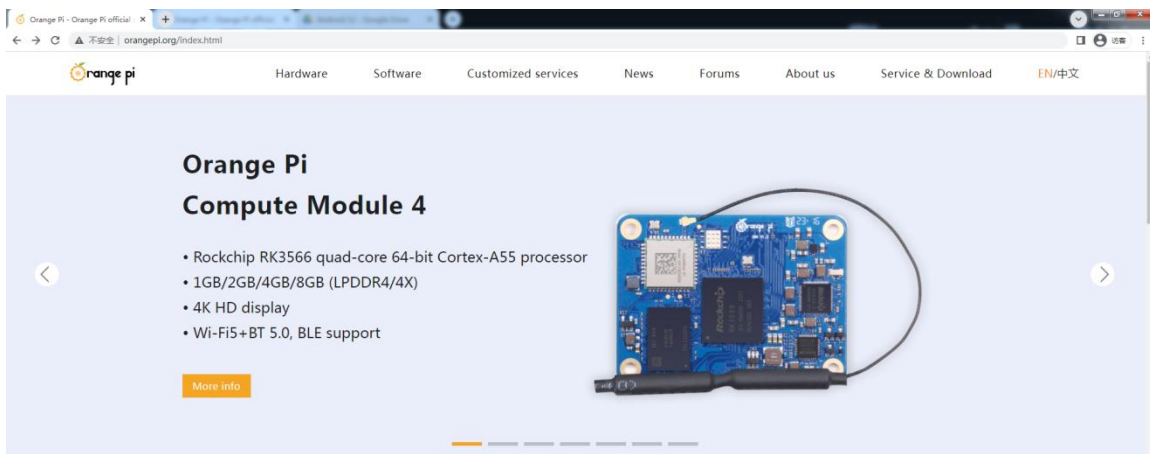 Orange Pi - Orange Pi official
不安全 orangepi.org/index.html
访客
range pi
Hardware Software Customized services News Forums About us Service & Download EN/中文
Orange Pi
Compute Module 4
• Rockchip RK3566 quad-core 64-bit Cortex-A55 processor
• 1GB/2GB/4GB/8GB (LPDDR4/4X)
• 4K HD display
• Wi-Fi5+BT 5.0, BLE support
Rockchip
More info